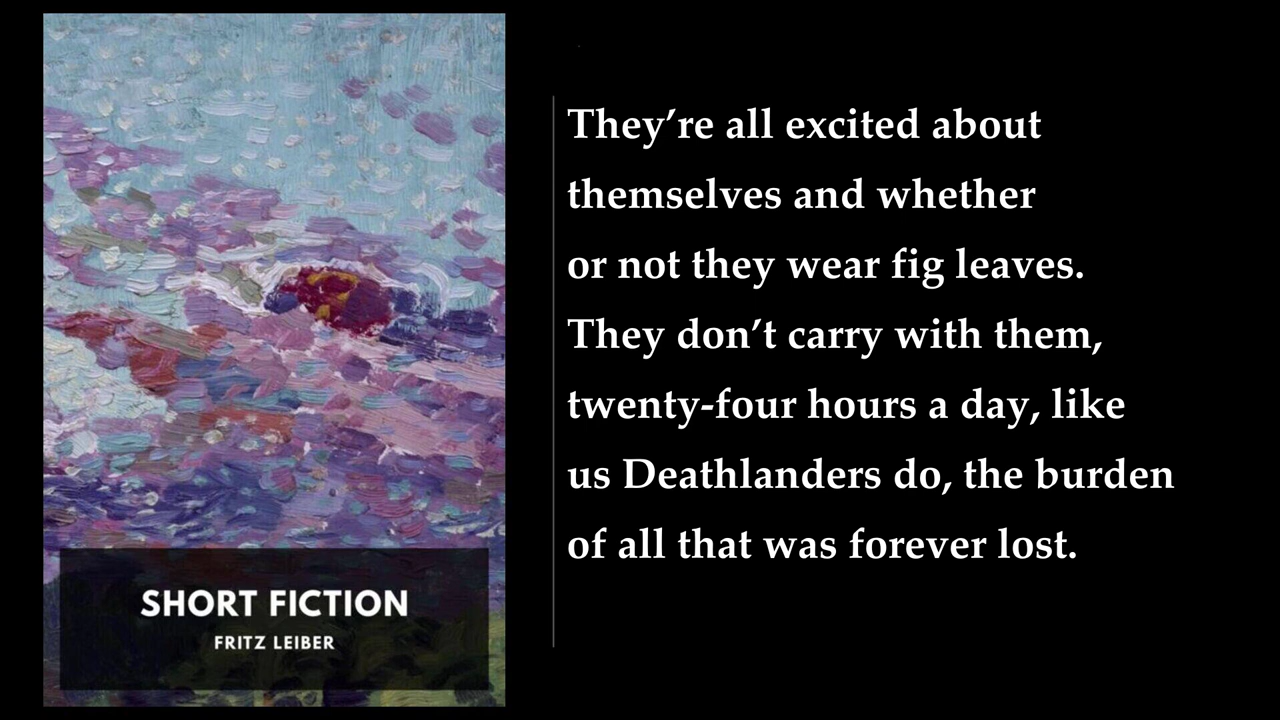 They’re all excited about
themselves and whether
or not they wear fig leaves.
They don’t carry with them,
twenty-four hours a day, like
us Deathlanders do, the burden
of all that was forever lost.
SHORT FICTION
FRITZ LEIBER